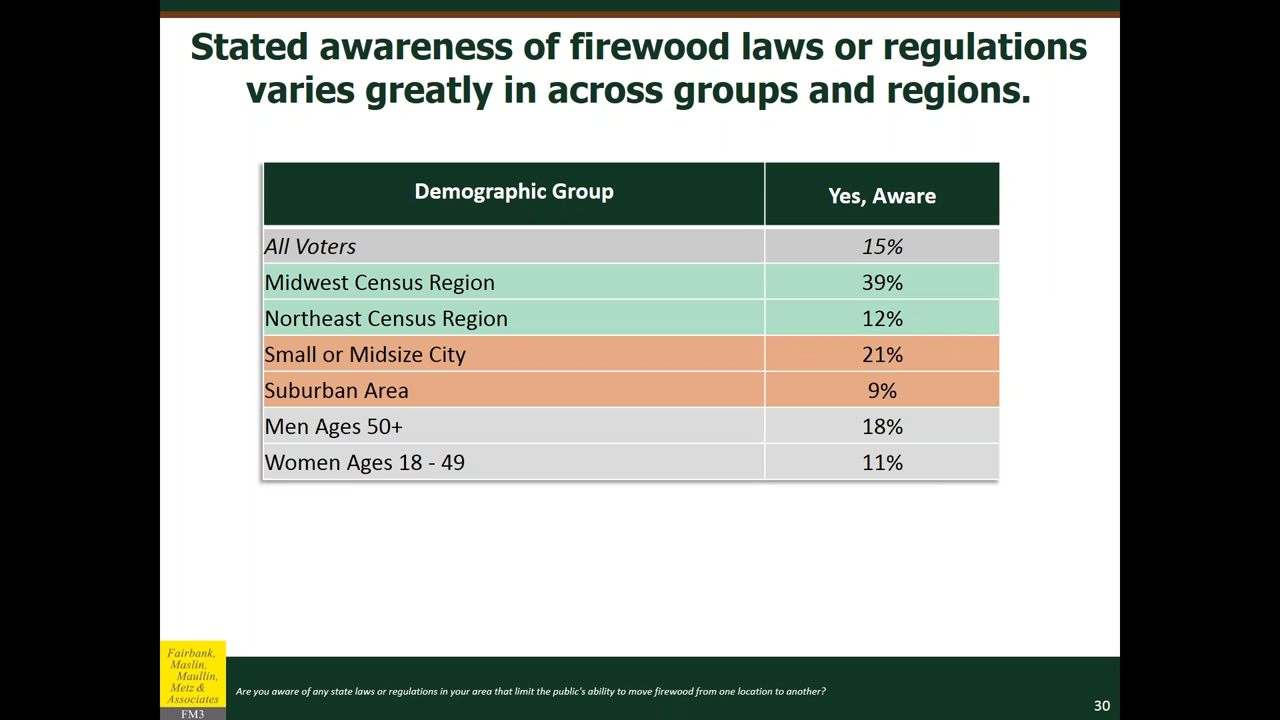 Stated awareness of firewood laws or regulations
varies greatly in across groups and regions.
Demographic Group Yes, Aware
All Voters 15%
Midwest Census Region 39%
Northeast Census Region 12%
Small or Midsize City 21%
Suburban Area 9%
Men Ages 50+ 18%
Women Ages 18 - 49 11%
Fairbank,
Maslin,
Maullin,
Metz &
Associates
FM3
Are you aware of any state laws or regulations in your area that limit the public's ability to move firewood from one location to another?
30